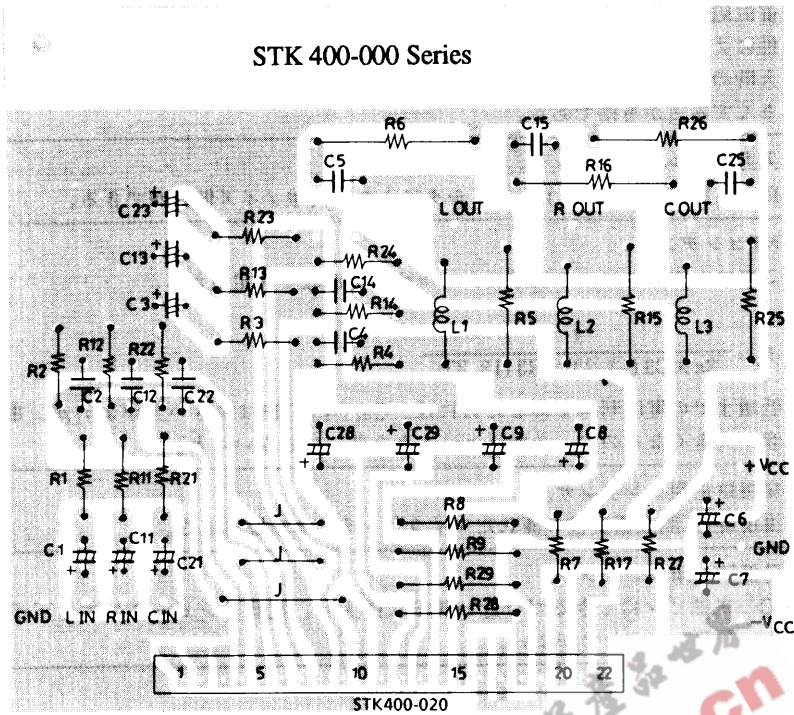 STK 400-000 Series
R6 C15 R26
C5 R16 C25
L OUT R OUT C OUT
+ C23 R23
R24
+ C13 R13 C14
R14
+ C3 R3 C4
R4
L1 R5 L2 R15 L3 R25
R2 R12 R22
C2 C12 C22
C28 + C29 + C9 + C8 +
+ VCC
R1 R11 R21
J R8 C6 +
C1 + C11 + C21 +
J R9 R7 R17 R27 GND
R29 C7 +
J R28
GND L IN R IN C IN
-VCC
1 5 10 15 20 22
STK400-020